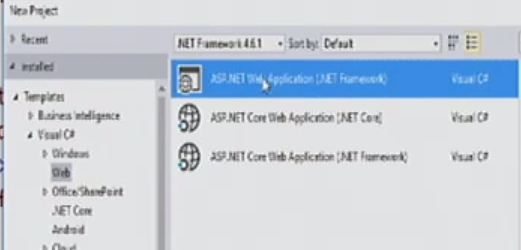 New Project
Recent
.NET Framework 4.6.1 Sort by: Default
Installed
ASP.NET Web Application (.NET Framework) Visual C#
Templates
Business Intelligence
ASP.NET Core Web Application (.NET Core) Visual C#
Visual C#
Windows
ASP.NET Core Web Application (.NET Framework) Visual C#
Web
Office/SharePoint
.NET Core
Android
Cloud